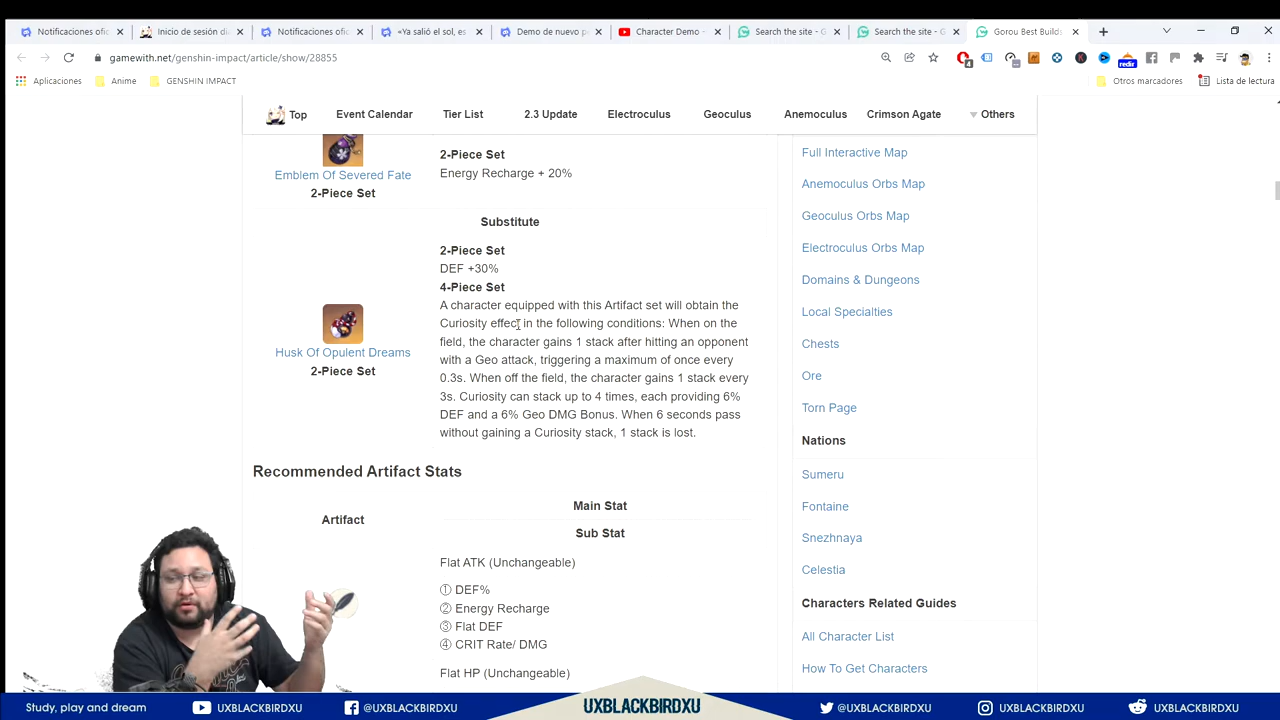 Notificaciones ofic
Inicio de sesión di
Notificaciones ofic
«Ya salió el sol, es
Demo de nuevo p
Character Demo -
Search the site - G
Search the site - G
Gorou Best Builds
gamewith.net/genshin-impact/article/show/28855
4
redir
Aplicaciones
Anime
GENSHIN IMPACT
Otros marcadores
Lista de lectura
Top
Event Calendar
Tier List
2.3 Update
Electroculus
Geoculus
Anemoculus
Crimson Agate
Others
Emblem Of Severed Fate
2-Piece Set
2-Piece Set
Energy Recharge + 20%
Substitute
Husk Of Opulent Dreams
2-Piece Set
2-Piece Set
DEF +30%
4-Piece Set
A character equipped with this Artifact set will obtain the
Curiosity effect in the following conditions: When on the
field, the character gains 1 stack after hitting an opponent
with a Geo attack, triggering a maximum of once every
0.3s. When off the field, the character gains 1 stack every
3s. Curiosity can stack up to 4 times, each providing 6%
DEF and a 6% Geo DMG Bonus. When 6 seconds pass
without gaining a Curiosity stack, 1 stack is lost.
Recommended Artifact Stats
Artifact
Main Stat
Sub Stat
Flat ATK (Unchangeable)
① DEF%
② Energy Recharge
③ Flat DEF
④ CRIT Rate/ DMG
Flat HP (Unchangeable)
Full Interactive Map
Anemoculus Orbs Map
Geoculus Orbs Map
Electroculus Orbs Map
Domains & Dungeons
Local Specialties
Chests
Ore
Torn Page
Nations
Sumeru
Fontaine
Snezhnaya
Celestia
Characters Related Guides
All Character List
How To Get Characters
Study, play and dream
UXBLACKBIRDXU
@UXBLACKBIRDXU
UXBLACKBIRDXU
@UXBLACKBIRDXU
UXBLACKBIRDXU
UXBLACKBIRDXU